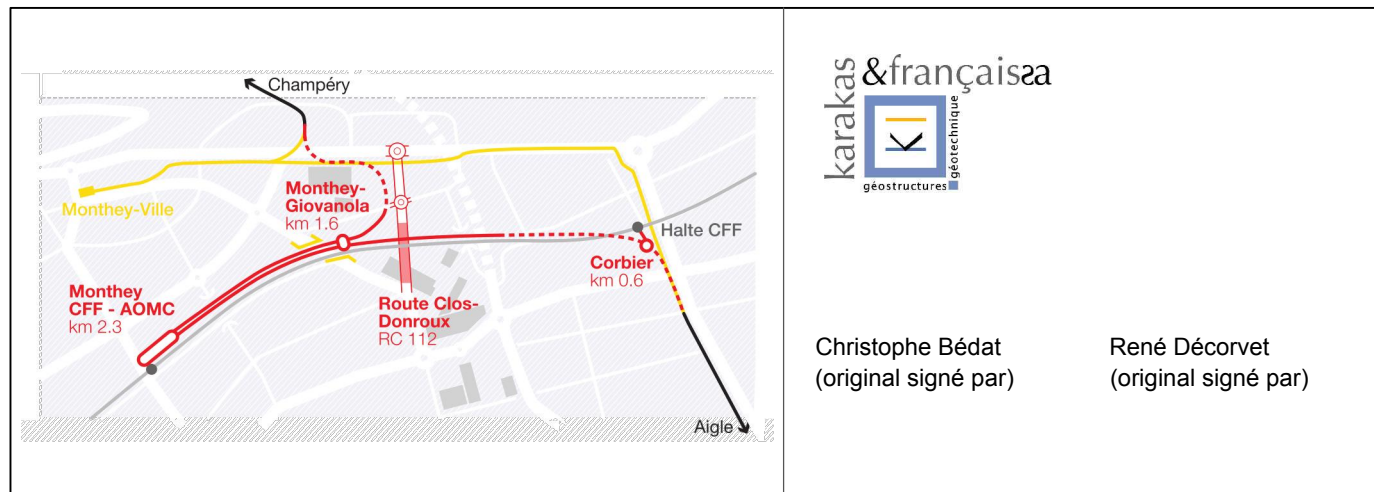 Champéry
Monthey-Ville
Monthey-
Giovanola
km 1.6
Halte CFF
Corbier
km 0.6
Monthey
CFF - AOMC
km 2.3
Route Clos-
Donroux
RC 112
Aigle
karakas
&françaissa
géotechnique
géostructures
Christophe Bédat
(original signé par)
René Décorvet
(original signé par)